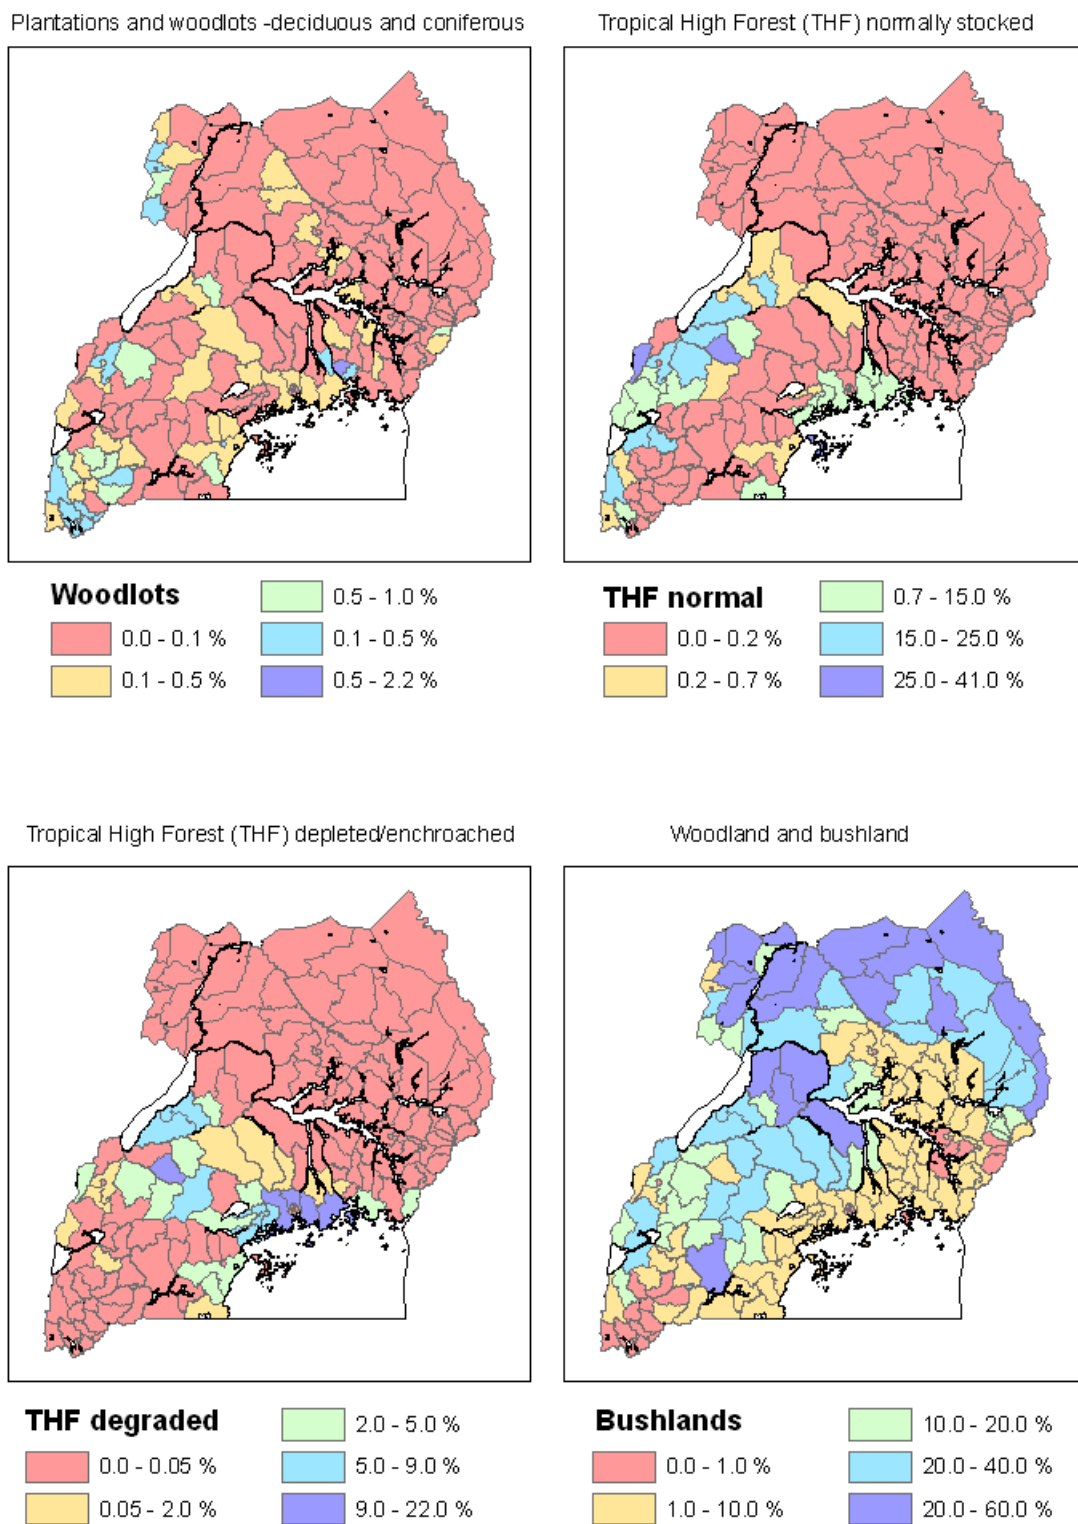 Plantations and woodlots -deciduous and coniferous
Tropical High Forest (THF) normally stocked
Woodlots
0.0 - 0.1 %
0.1 - 0.5 %
0.5 - 1.0 %
0.1 - 0.5 %
0.5 - 2.2 %
THF normal
0.0 - 0.2 %
0.2 - 0.7 %
0.7 - 15.0 %
15.0 - 25.0 %
25.0 - 41.0 %
Tropical High Forest (THF) depleted/enchroached
Woodland and bushland
THF degraded
0.0 - 0.05 %
0.05 - 2.0 %
2.0 - 5.0 %
5.0 - 9.0 %
9.0 - 22.0 %
Bushlands
0.0 - 1.0 %
1.0 - 10.0 %
10.0 - 20.0 %
20.0 - 40.0 %
20.0 - 60.0 %